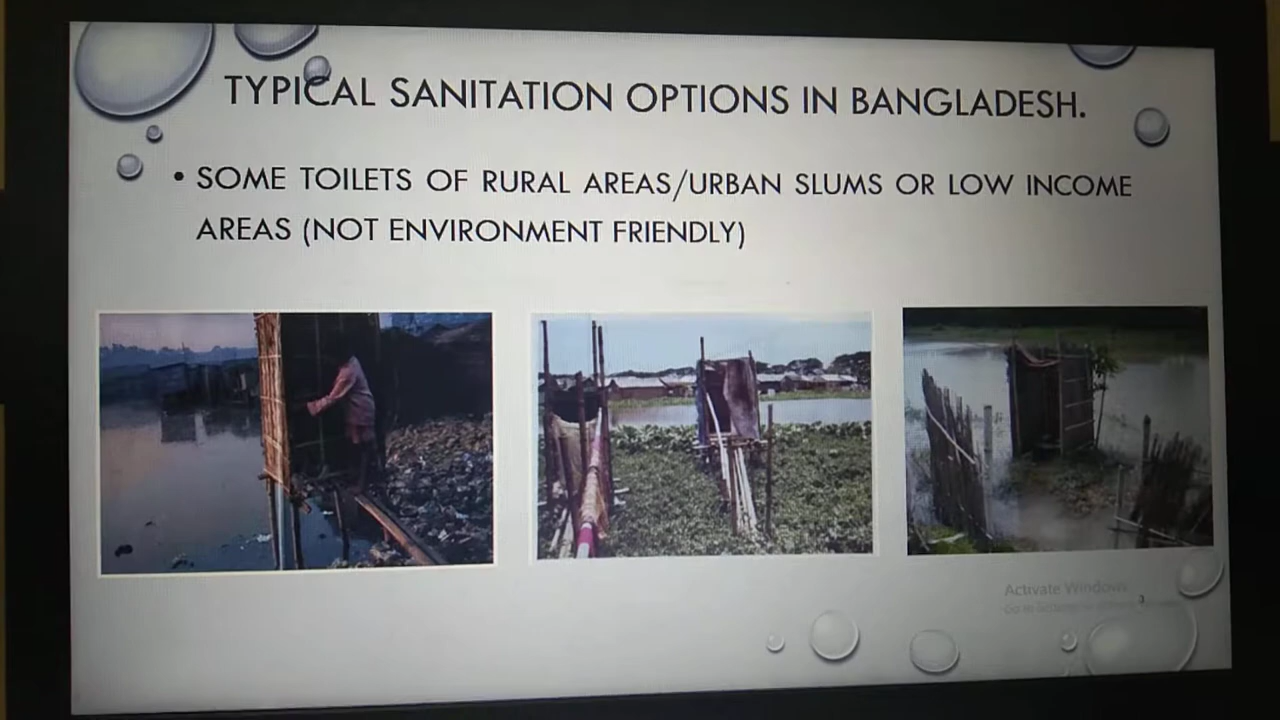 TYPICAL SANITATION OPTIONS IN BANGLADESH.
• SOME TOILETS OF RURAL AREAS/URBAN SLUMS OR LOW INCOME
AREAS (NOT ENVIRONMENT FRIENDLY)
Activate Windows
3